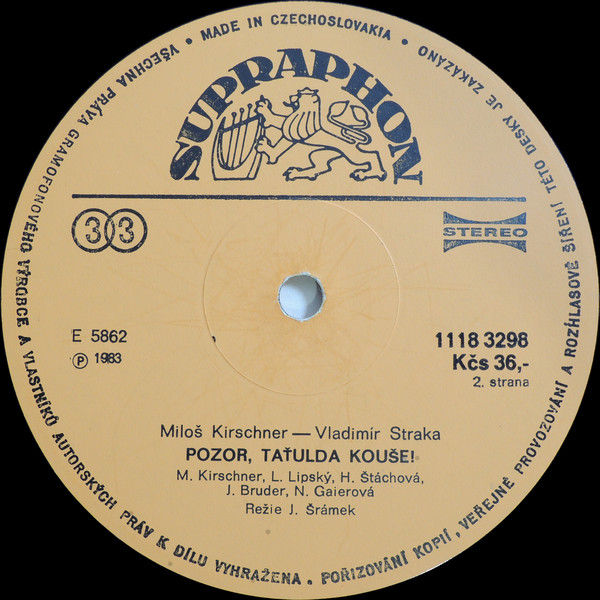 VŠECHNA PRÁVA GRAMOFONOVÉHO VÝROBCE A VLASTNÍKŮ AUTORSKÝCH PRÁV K DÍLU VYHRAŽENA. POŘIZOVÁNÍ KOPIÍ, VEŘEJNÉ PROVOZOVÁNÍ A ROZHLASOVÉ ŠÍŘENÍ TÉTO DESKY JE ZAKÁZÁNO
• MADE IN CZECHOSLOVAKIA •
SUPRAPHON
33
STEREO
E 5862
Ⓟ 1983
1118 3298
Kčs 36,-
2. strana
Miloš Kirschner — Vladimír Straka
POZOR, TAŤULDA KOUŠE!
M. Kirschner, L. Lipský, H. Štáchová,
J. Bruder, N. Gaierová
Režie J. Šrámek